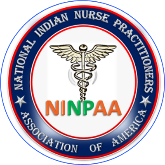 NATIONAL INDIAN NURSE PRACTITIONERS
NINPAA
ASSOCIATION OF AMERICA